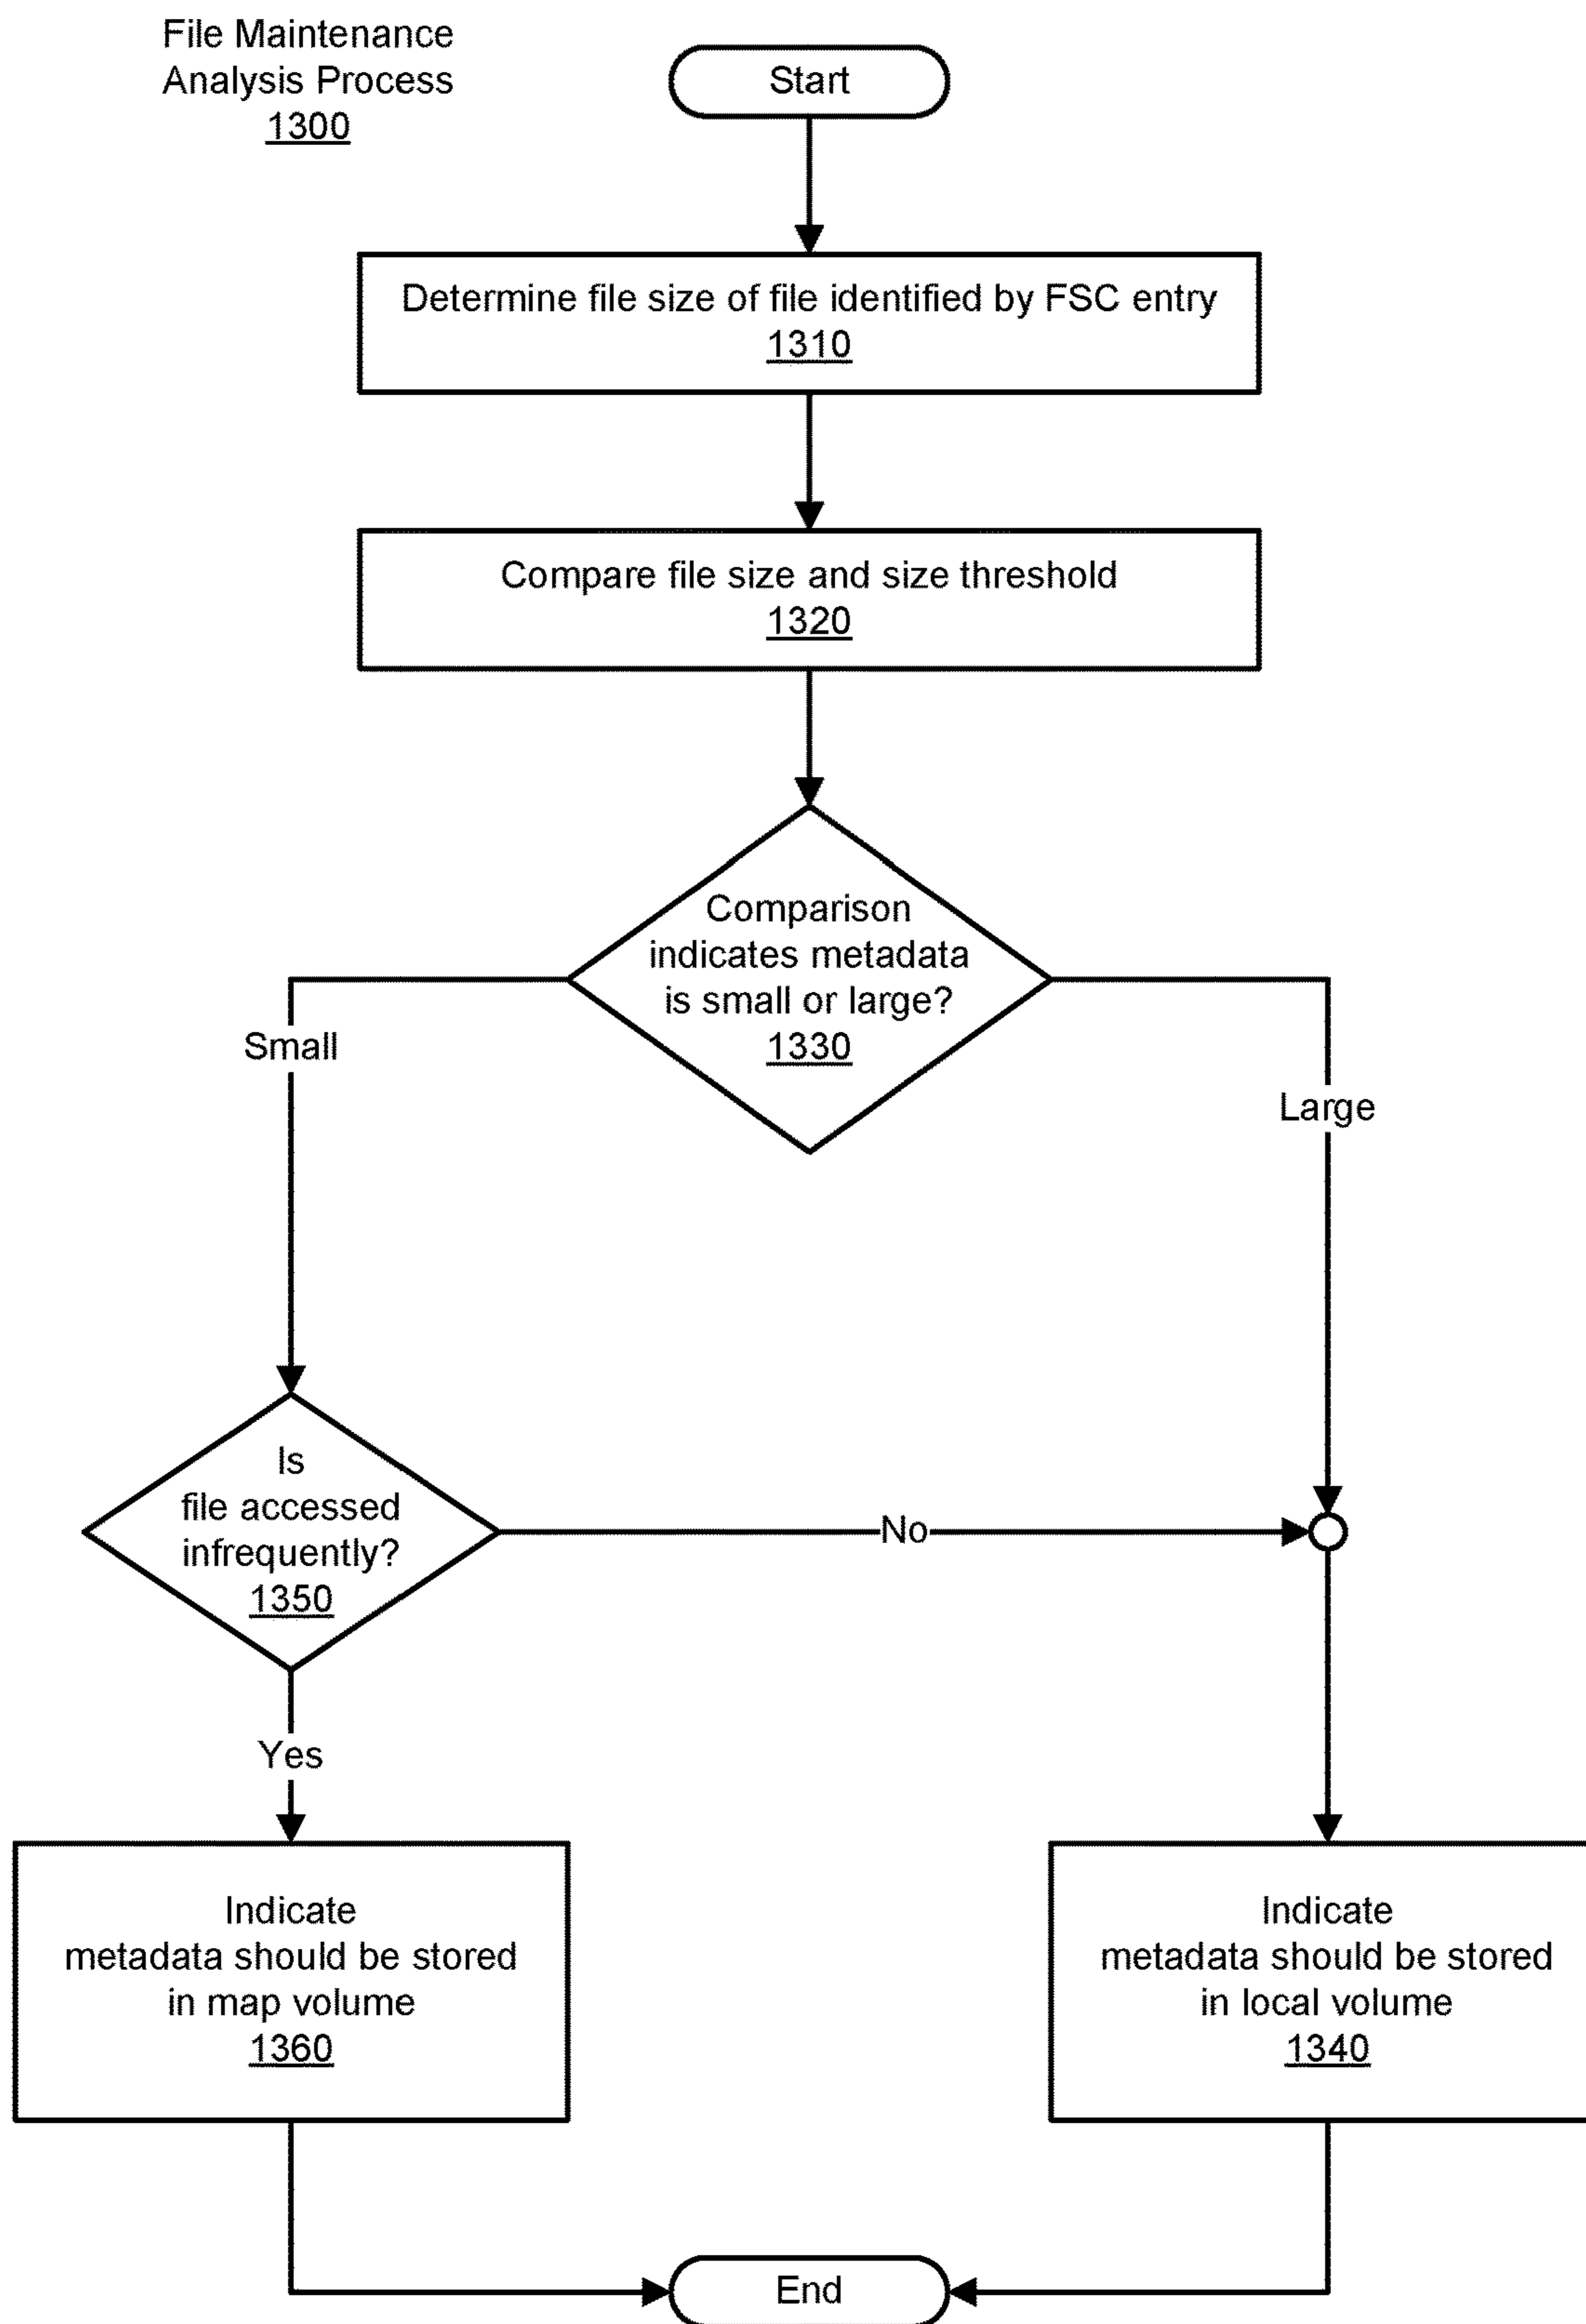 File Maintenance
Analysis Process
1300
Start
Determine file size of file identified by FSC entry
1310
Compare file size and size threshold
1320
Comparison
indicates metadata
is small or large?
1330
Small
Large
Is
file accessed
infrequently?
1350
No
Yes
Indicate
metadata should be stored
in map volume
1360
Indicate
metadata should be stored
in local volume
1340
End